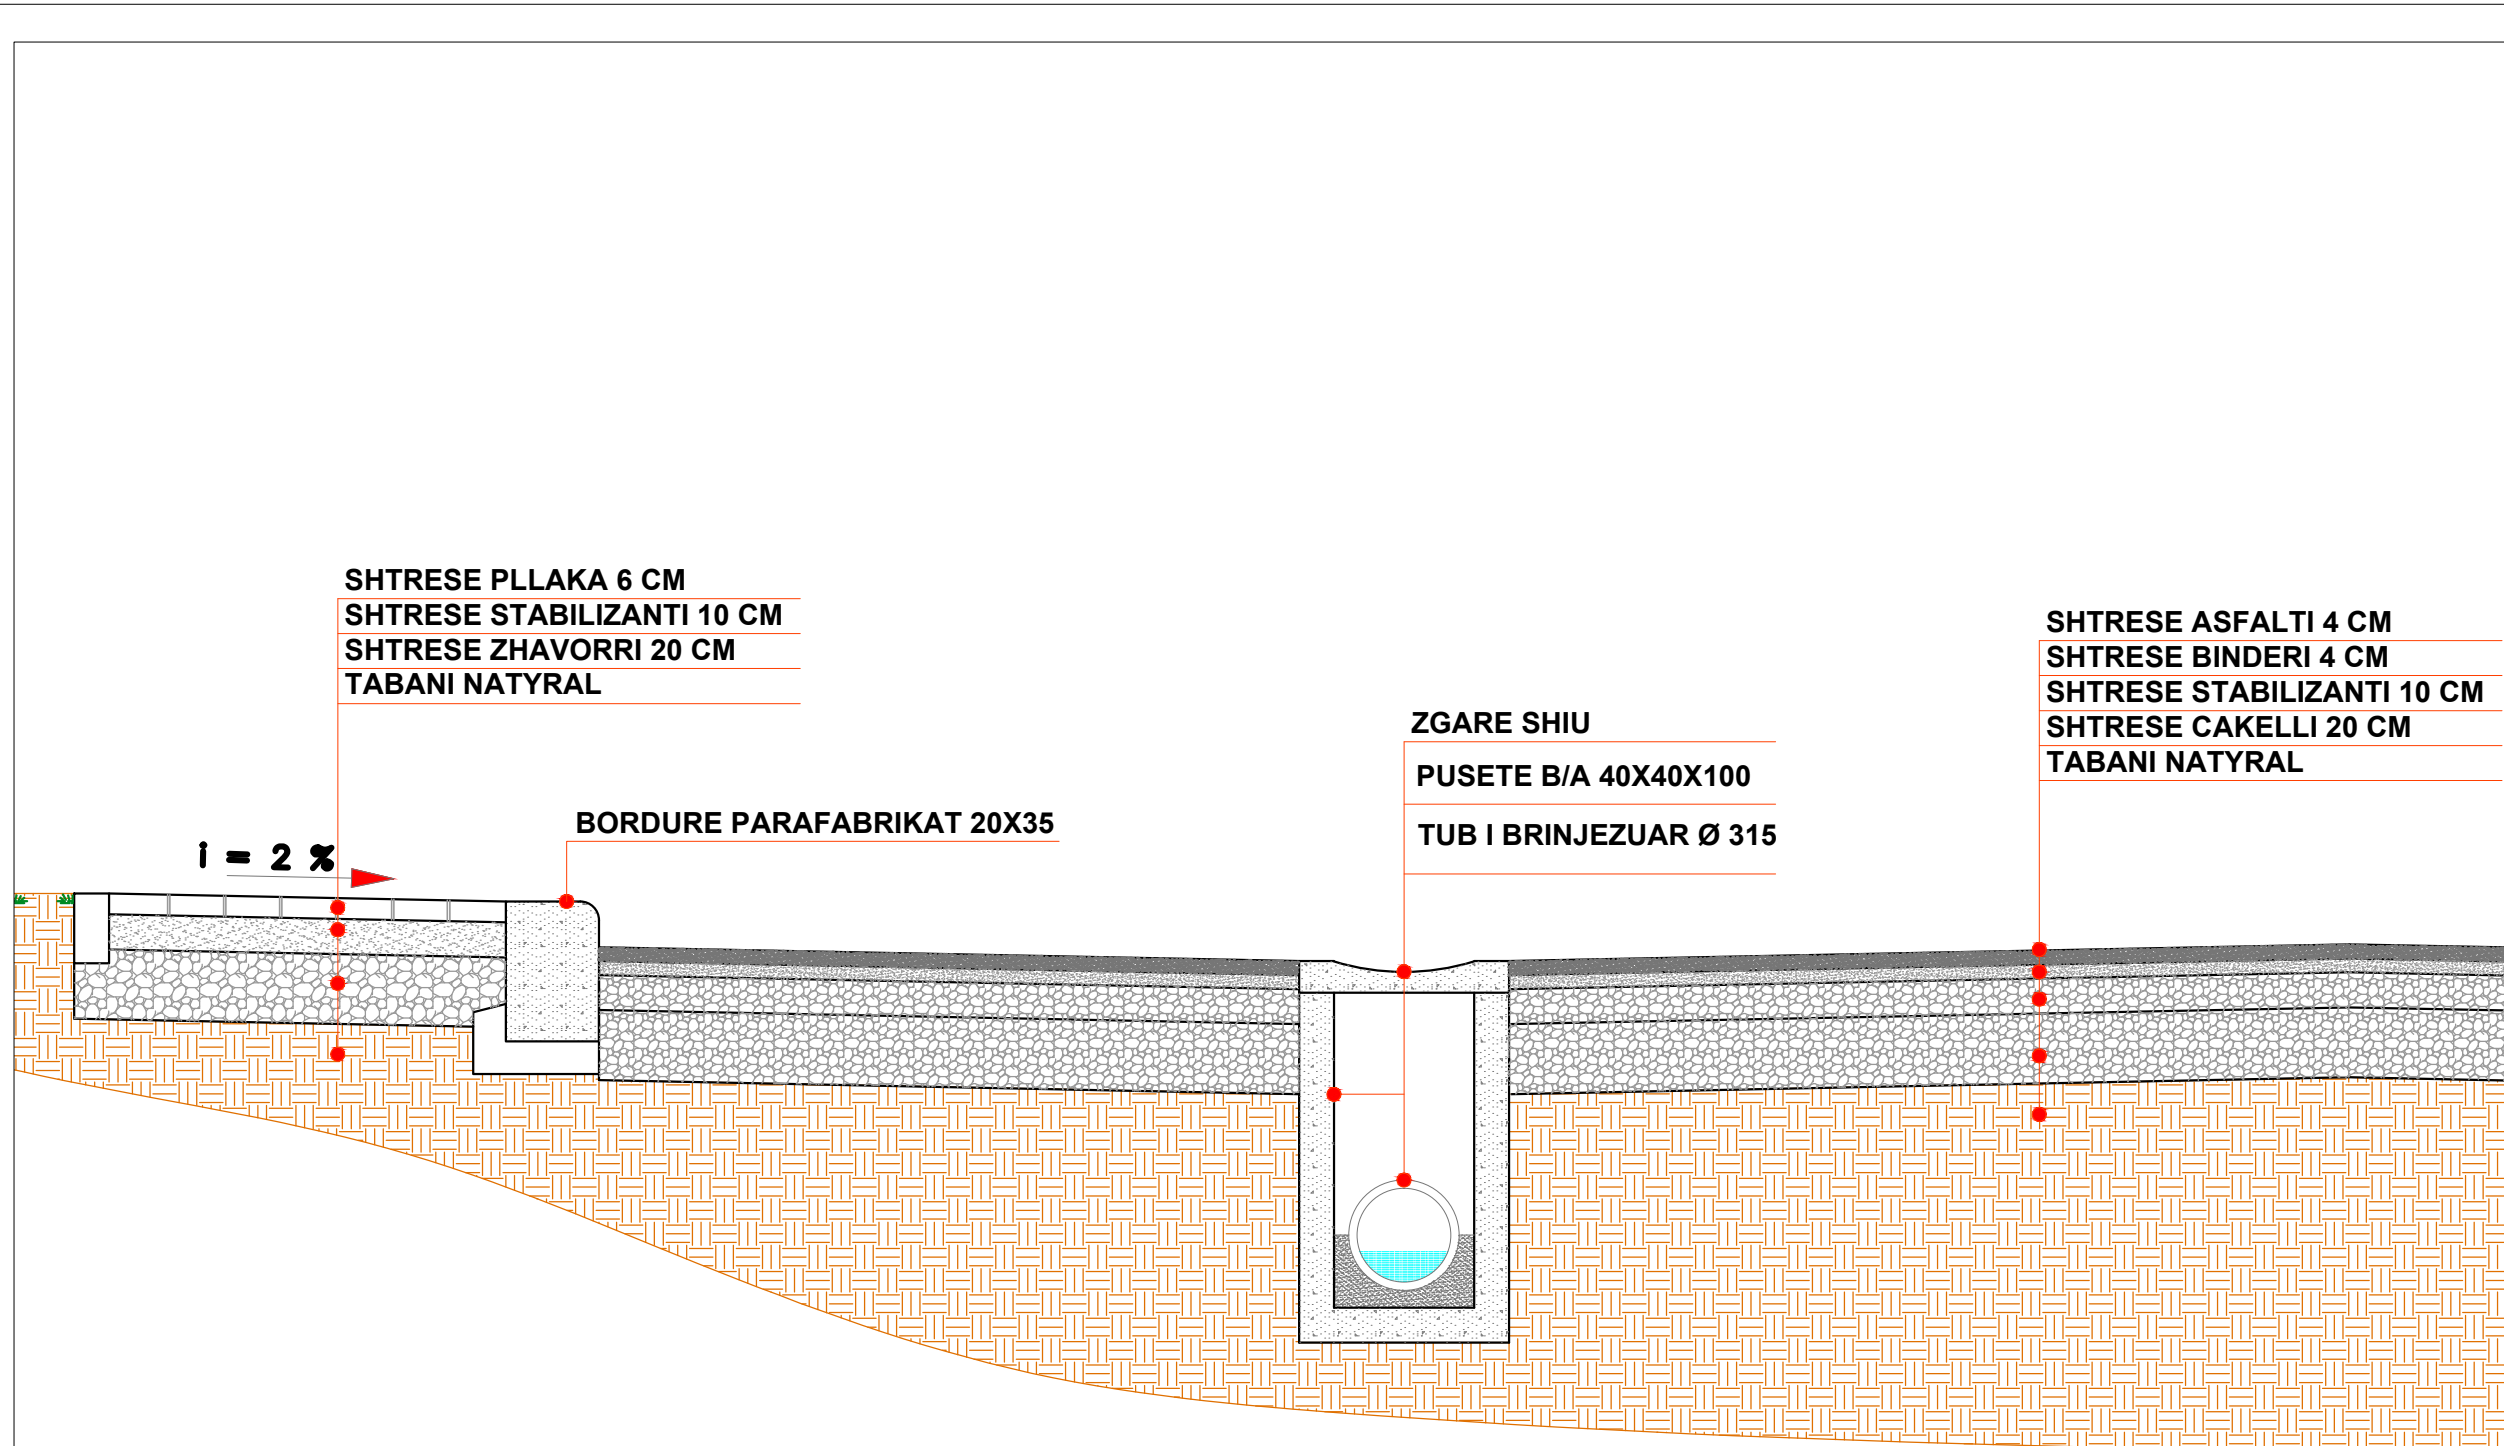 SHTRESE PLLAKA 6 CM
SHTRESE STABILIZANTI 10 CM
SHTRESE ZHAVORRI 20 CM
TABANI NATYRAL
i = 2 %
BORDURE PARAFABRIKAT 20X35
ZGARE SHIU
PUSETE B/A 40X40X100
TUB I BRINJEZUAR Ø 315
SHTRESE ASFALTI 4 CM
SHTRESE BINDERI 4 CM
SHTRESE STABILIZANTI 10 CM
SHTRESE CAKELLI 20 CM
TABANI NATYRAL